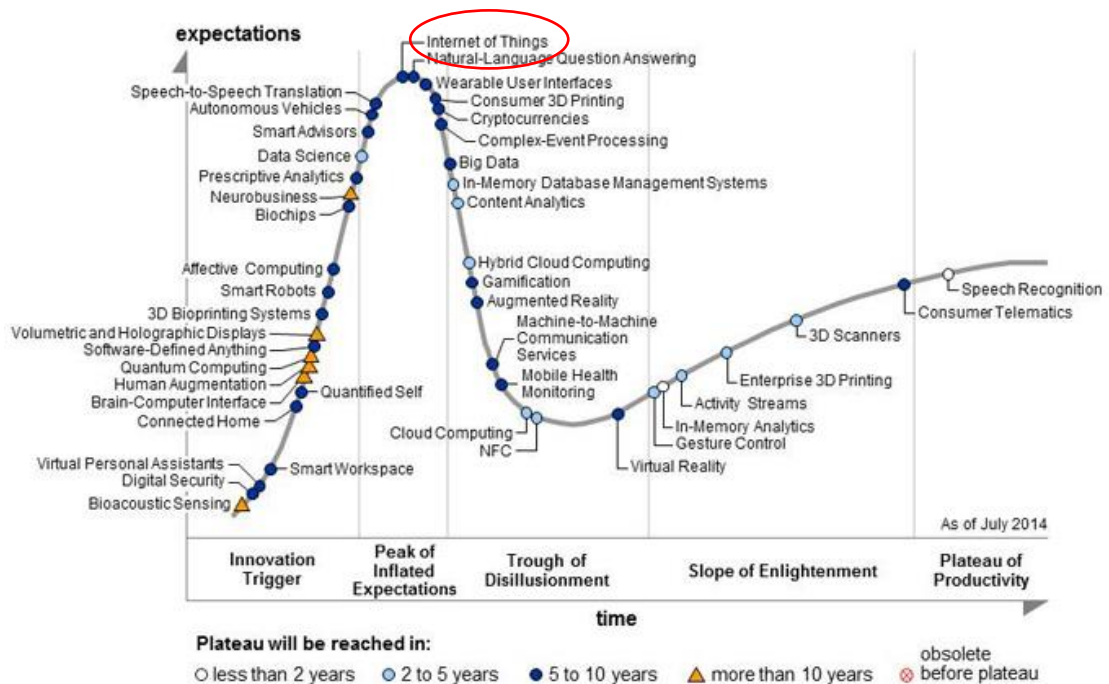 expectations
Internet of Things
Natural-Language Question Answering
Wearable User Interfaces
Consumer 3D Printing
Cryptocurrencies
Complex-Event Processing
Speech-to-Speech Translation
Autonomous Vehicles
Smart Advisors
Data Science
Prescriptive Analytics
Neurobusiness
Biochips
Big Data
In-Memory Database Management Systems
Content Analytics
Affective Computing
Smart Robots
3D Bioprinting Systems
Volumetric and Holographic Displays
Software-Defined Anything
Quantum Computing
Human Augmentation
Brain-Computer Interface
Connected Home
Quantified Self
Virtual Personal Assistants
Digital Security
Bioacoustic Sensing
Smart Workspace
Hybrid Cloud Computing
Gamification
Augmented Reality
Machine-to-Machine
Communication
Services
Mobile Health
Monitoring
Cloud Computing
NFC
Virtual Reality
Gesture Control
In-Memory Analytics
Activity Streams
Enterprise 3D Printing
3D Scanners
Consumer Telematics
Speech Recognition
As of July 2014
Innovation
Trigger
Peak of
Inflated
Expectations
Trough of
Disillusionment
Slope of Enlightenment
Plateau of
Productivity
time
Plateau will be reached in:
less than 2 years
2 to 5 years
5 to 10 years
more than 10 years
obsolete
before plateau